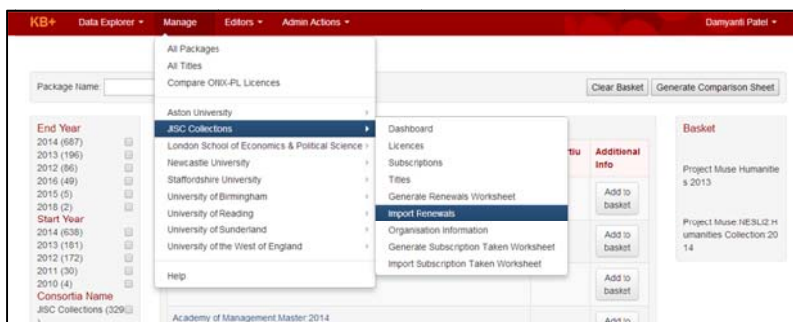 KB+ Data Explorer Manage Editors Admin Actions Damyanti Patel
All Packages
All Titles
Compare ONIX-PL Licences
Package Name: Clear Basket Generate Comparison Sheet
Aston University
JISC Collections
London School of Economics & Political Science
Newcastle University
Staffordshire University
University of Birmingham
University of Reading
University of Sunderland
University of the West of England
Help
Dashboard
Licences
Subscriptions
Titles
Generate Renewals Worksheet
Import Renewals
Organisation Information
Generate Subscription Taken Worksheet
Import Subscription Taken Worksheet
End Year
2014 (687)
2013 (196)
2012 (86)
2016 (49)
2015 (5)
2018 (2)
Start Year
2014 (638)
2013 (181)
2012 (172)
2011 (30)
2010 (4)
Consortia Name
JISC Collections (329
)
Academy of Management Master 2014
rtiu Additional
Info
Add to
basket
Add to
basket
Add to
basket
Add to
Basket
Project Muse Humanitie
s 2013
Project Muse:NESLI2:H
umanities Collection:20
14